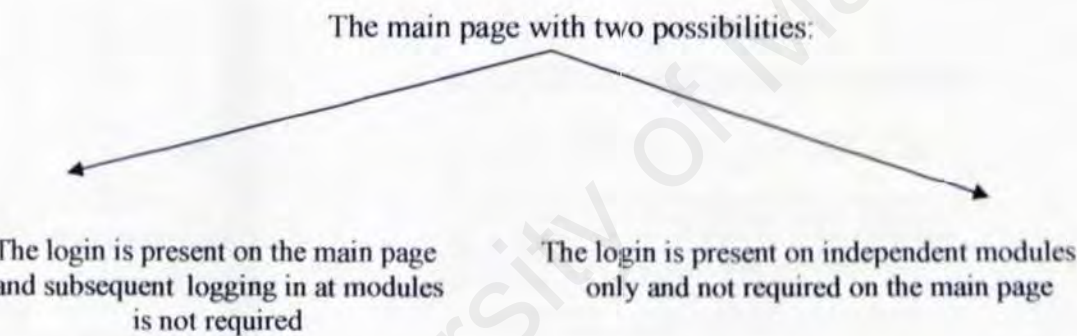 The main page with two possibilities:
The login is present on the main page
and subsequent logging in at modules
is not required
The login is present on independent modules
only and not required on the main page